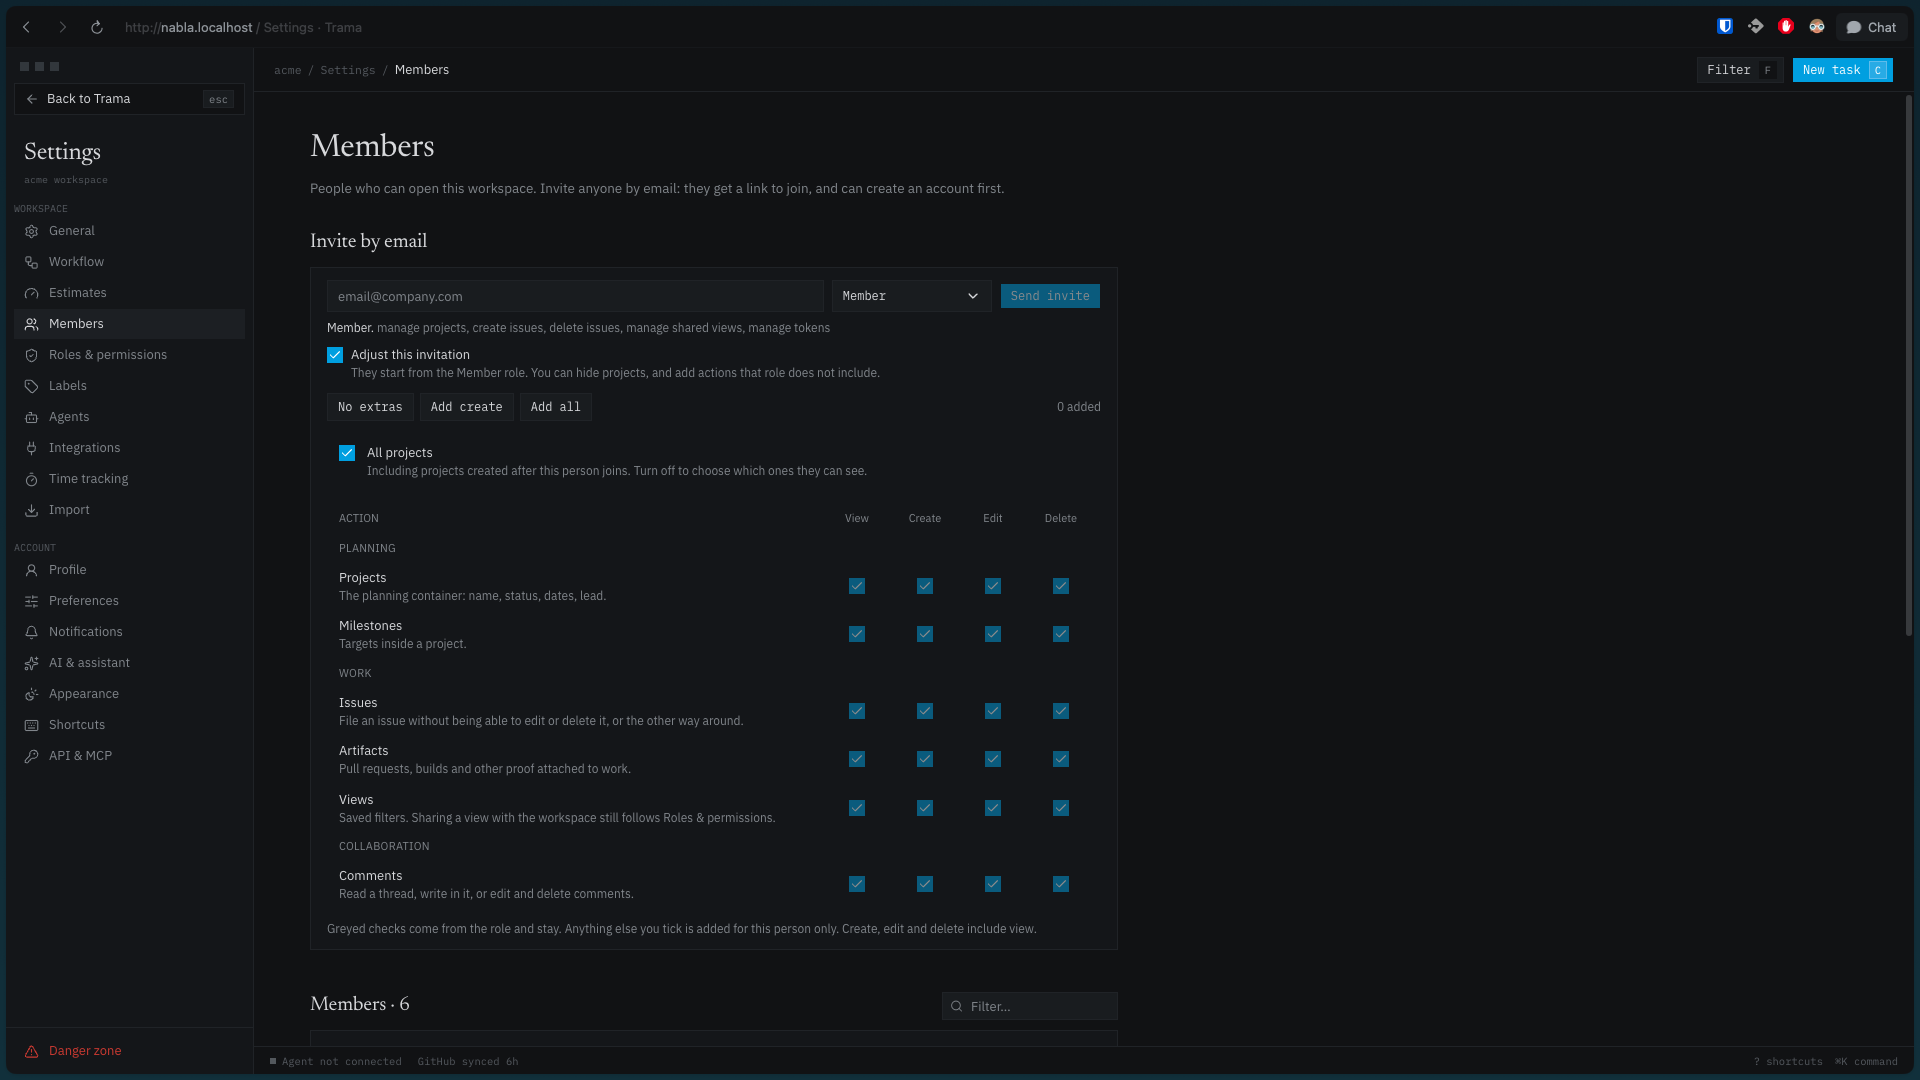 http://nabla.localhost / Settings · Trama
Chat
Back to Trama esc
Settings
acme workspace
WORKSPACE
General
Workflow
Estimates
Members
Roles & permissions
Labels
Agents
Integrations
Time tracking
Import
ACCOUNT
Profile
Preferences
Notifications
AI & assistant
Appearance
Shortcuts
API & MCP
Danger zone
acme / Settings / Members
Filter F
New task C
Members
People who can open this workspace. Invite anyone by email: they get a link to join, and can create an account first.
Invite by email
email@company.com
Member
Send invite
Member. manage projects, create issues, delete issues, manage shared views, manage tokens
Adjust this invitation
They start from the Member role. You can hide projects, and add actions that role does not include.
No extras
Add create
Add all
0 added
All projects
Including projects created after this person joins. Turn off to choose which ones they can see.
ACTION View Create Edit Delete
PLANNING
Projects
The planning container: name, status, dates, lead.
Milestones
Targets inside a project.
WORK
Issues
File an issue without being able to edit or delete it, or the other way around.
Artifacts
Pull requests, builds and other proof attached to work.
Views
Saved filters. Sharing a view with the workspace still follows Roles & permissions.
COLLABORATION
Comments
Read a thread, write in it, or edit and delete comments.
Greyed checks come from the role and stay. Anything else you tick is added for this person only. Create, edit and delete include view.
Members · 6
Filter...
Agent not connected GitHub synced 6h
? shortcuts ⌘K command